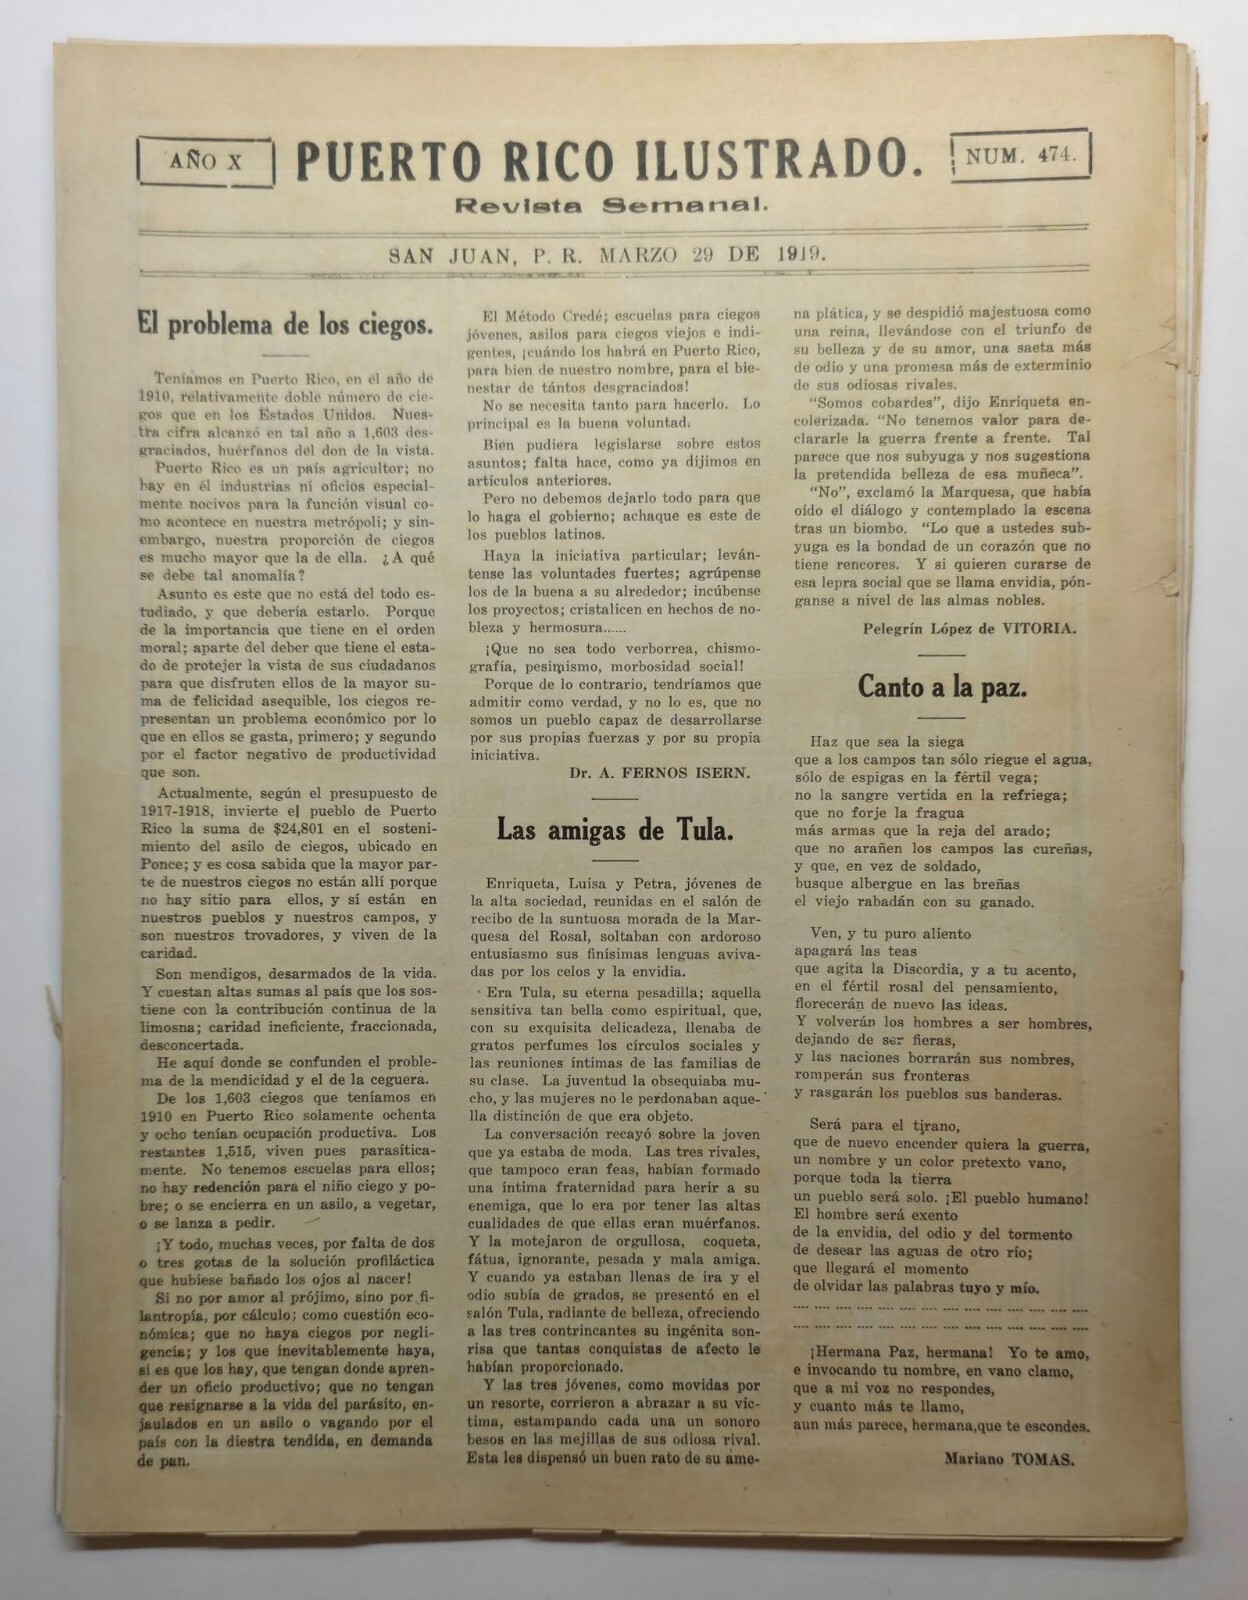 AÑO X
PUERTO RICO ILUSTRADO.
NUM. 474.
Revista Semanal.
SAN JUAN, P. R. MARZO 29 DE 1919.
El problema de los ciegos.
Teníamos en Puerto Rico, en el año de
1910, relativamente doble número de cie-
gos que en los Estados Unidos. Nues-
tra cifra alcanzó en tal año a 1,603 des-
graciados, huérfanos del don de la vista.
Puerto Rico es un país agricultor; no
hay en él industrias ni oficios especial-
mente nocivos para la función visual co-
mo acontece en nuestra metrópoli; y sin-
embargo, nuestra proporción de ciegos
es mucho mayor que la de ella. ¿A qué
se debe tal anomalía?
Asunto es este que no está del todo es-
tudiado, y que debería estarlo. Porque
de la importancia que tiene en el orden
moral; aparte del deber que tiene el esta-
do de protejer la vista de sus ciudadanos
para que disfruten ellos de la mayor su-
ma de felicidad asequible, los ciegos re-
presentan un problema económico por lo
que en ellos se gasta, primero; y segundo
por el factor negativo de productividad
que son.
Actualmente, según el presupuesto de
1917-1918, invierte el pueblo de Puerto
Rico la suma de $24,801 en el sosteni-
miento del asilo de ciegos, ubicado en
Ponce; y es cosa sabida que la mayor par-
te de nuestros ciegos no están allí porque
no hay sitio para ellos, y sí están en
nuestros pueblos y nuestros campos, y
son nuestros trovadores, y viven de la
caridad.
Son mendigos, desarmados de la vida.
Y cuestan altas sumas al país que los sos-
tiene con la contribución continua de la
limosna; caridad ineficiente, fraccionada,
desconcertada.
He aquí donde se confunden el proble-
ma de la mendicidad y el de la ceguera.
De los 1,603 ciegos que teníamos en
1910 en Puerto Rico solamente ochenta
y ocho tenían ocupación productiva. Los
restantes 1,515, viven pues parasítica-
mente. No tenemos escuelas para ellos;
no hay redención para el niño ciego y po-
bre; o se encierra en un asilo, a vegetar,
o se lanza a pedir.
¡Y todo, muchas veces, por falta de dos
o tres gotas de la solución profiláctica
que hubiese bañado los ojos al nacer!
Si no por amor al prójimo, sino por fi-
lantropía, por cálculo; como cuestión eco-
nómica; que no haya ciegos por negli-
gencia; y los que inevitablemente haya,
si es que los hay, que tengan donde apren-
der un oficio productivo; que no tengan
que resignarse a la vida del parásito, en-
jaulados en un asilo o vagando por el
país con la diestra tendida, en demanda
de pan.
El Método Credé; escuelas para ciegos
jóvenes, asilos para ciegos viejos e indi-
gentes, ¡cuándo los habrá en Puerto Rico,
para bien de nuestro nombre, para el bie-
nestar de tántos desgraciados!
No se necesita tanto para hacerlo. Lo
principal es la buena voluntad.
Bien pudiera legislarse sobre estos
asuntos; falta hace, como ya dijimos en
artículos anteriores.
Pero no debemos dejarlo todo para que
lo haga el gobierno; achaque es este de
los pueblos latinos.
Haya la iniciativa particular; leván-
tense las voluntades fuertes; agrúpense
los de la buena a su alrededor; incúbense
los proyectos; cristalicen en hechos de no-
bleza y hermosura......
¡Que no sea todo verborrea, chismo-
grafía, pesimismo, morbosidad social!
Porque de lo contrario, tendríamos que
admitir como verdad, y no lo es, que no
somos un pueblo capaz de desarrollarse
por sus propias fuerzas y por su propia
iniciativa.
Dr. A. FERNOS ISERN.
Las amigas de Tula.
Enriqueta, Luisa y Petra, jóvenes de
la alta sociedad, reunidas en el salón de
recibo de la suntuosa morada de la Mar-
quesa del Rosal, soltaban con ardoroso
entusiasmo sus finísimas lenguas aviva-
das por los celos y la envidia.
Era Tula, su eterna pesadilla; aquella
sensitiva tan bella como espiritual, que,
con su exquisita delicadeza, llenaba de
gratos perfumes los círculos sociales y
las reuniones íntimas de las familias de
su clase. La juventud la obsequiaba mu-
cho, y las mujeres no le perdonaban aque-
lla distinción de que era objeto.
La conversación recayó sobre la joven
que ya estaba de moda. Las tres rivales,
que tampoco eran feas, habían formado
una íntima fraternidad para herir a su
enemiga, que lo era por tener las altas
cualidades de que ellas eran muérfanos.
Y la motejaron de orgullosa, coqueta,
fátua, ignorante, pesada y mala amiga.
Y cuando ya estaban llenas de ira y el
odio subía de grados, se presentó en el
salón Tula, radiante de belleza, ofreciendo
a las tres contrincantes su ingénita son-
risa que tantas conquistas de afecto le
habían proporcionado.
Y las tres jóvenes, como movidas por
un resorte, corrieron a abrazar a su víc-
tima, estampando cada una un sonoro
besos en las mejillas de sus odiosa rival.
Esta les dispensó un buen rato de su ame-
na plática, y se despidió majestuosa como
una reina, llevándose con el triunfo de
su belleza y de su amor, una saeta más
de odio y una promesa más de exterminio
de sus odiosas rivales.
"Somos cobardes", dijo Enriqueta en-
colerizada. "No tenemos valor para de-
clararle la guerra frente a frente. Tal
parece que nos subyuga y nos sugestiona
la pretendida belleza de esa muñeca".
"No", exclamó la Marquesa, que había
oído el diálogo y contemplado la escena
tras un biombo. "Lo que a ustedes sub-
yuga es la bondad de un corazón que no
tiene rencores. Y si quieren curarse de
esa lepra social que se llama envidia, pón-
ganse a nivel de las almas nobles.
Pelegrín López de VITORIA.
Canto a la paz.
Haz que sea la siega
que a los campos tan sólo riegue el agua,
sólo de espigas en la fértil vega;
no la sangre vertida en la refriega;
que no forje la fragua
más armas que la reja del arado;
que no arañen los campos las cureñas,
y que, en vez de soldado,
busque albergue en las breñas
el viejo rabadán con su ganado.
Ven, y tu puro aliento
apagará las teas
que agita la Discordia, y a tu acento,
en el fértil rosal del pensamiento,
florecerán de nuevo las ideas.
Y volverán los hombres a ser hombres,
dejando de ser fieras,
y las naciones borrarán sus nombres,
romperán sus fronteras
y rasgarán los pueblos sus banderas.
Será para el tirano,
que de nuevo encender quiera la guerra,
un nombre y un color pretexto vano,
porque toda la tierra
un pueblo será solo. ¡El pueblo humano!
El hombre será exento
de la envidia, del odio y del tormento
de desear las aguas de otro río;
que llegará el momento
de olvidar las palabras tuyo y mío.
¡Hermana Paz, hermana! Yo te amo,
e invocando tu nombre, en vano clamo,
que a mi voz no respondes,
y cuanto más te llamo,
aun más parece, hermana,que te escondes.
Mariano TOMAS.